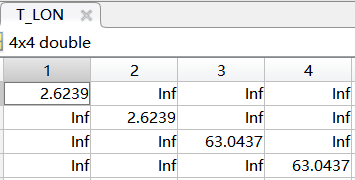 T_LON
4x4 double
1 2 3 4
2.6239 Inf Inf Inf
Inf 2.6239 Inf Inf
Inf Inf 63.0437 Inf
Inf Inf Inf 63.0437